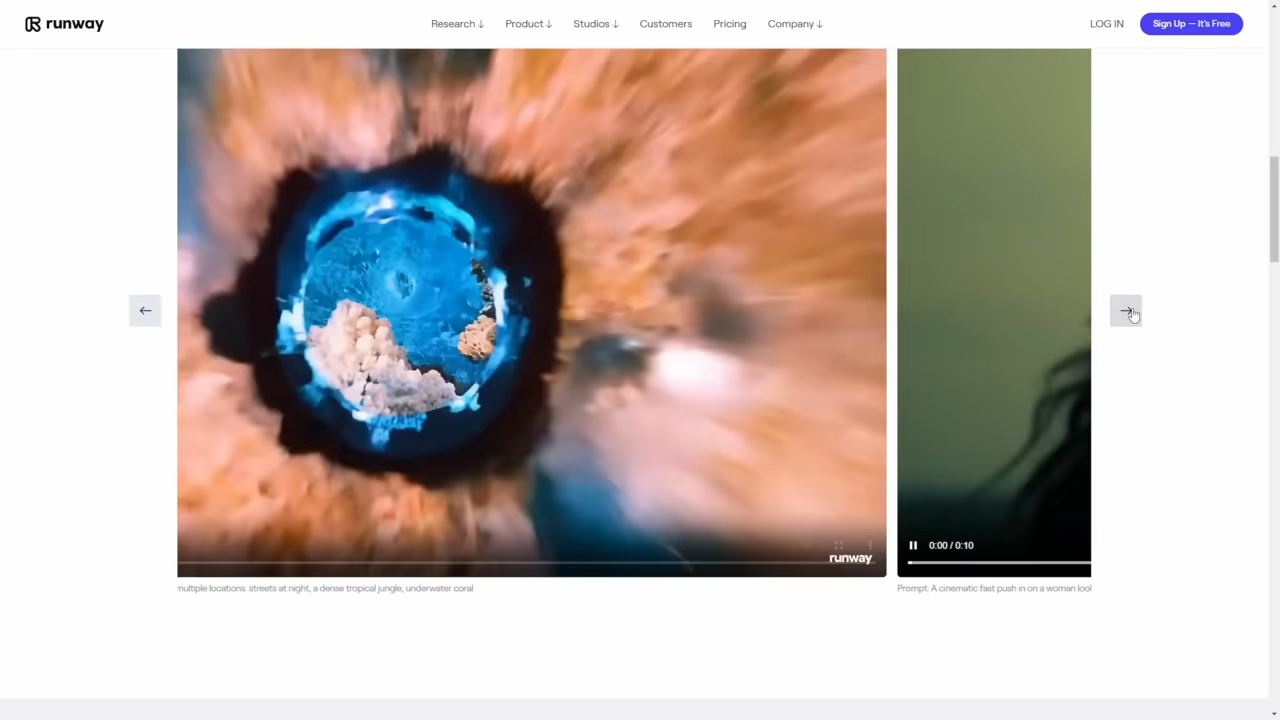 runway
Research ↓ Product ↓ Studios ↓ Customers Pricing Company ↓
LOG IN
Sign Up — It's Free
runway
0:00 / 0:10
multiple locations. streets at night, a dense tropical jungle, underwater coral
Prompt: A cinematic fast push in on a woman loo